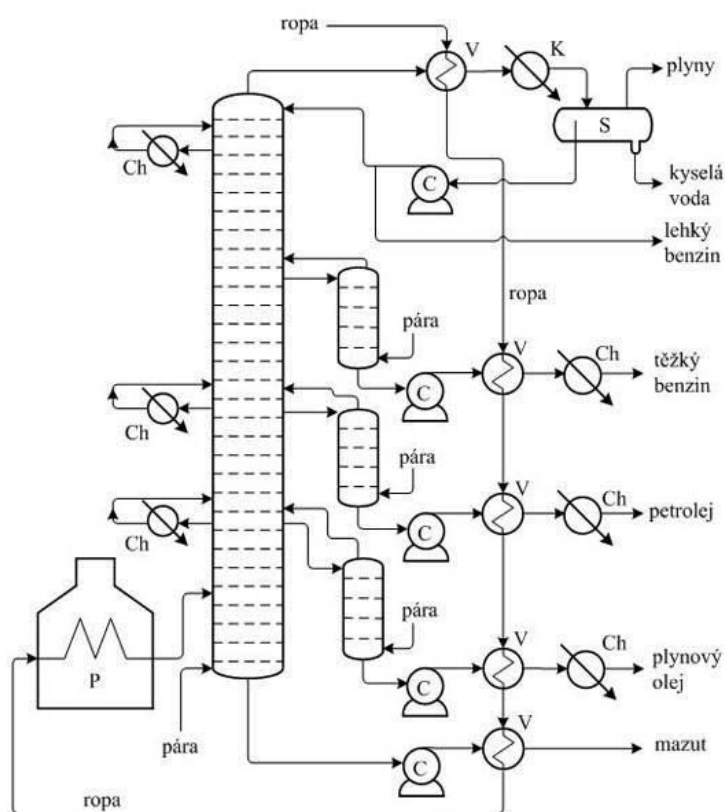 ropa
V
K
plyny
S
Ch
C
kyselá
voda
lehký
benzin
ropa
pára
V
Ch
těžký
benzin
C
Ch
pára
V
Ch
petrolej
C
Ch
pára
V
Ch
plynový
olej
P
C
V
pára
mazut
C
ropa